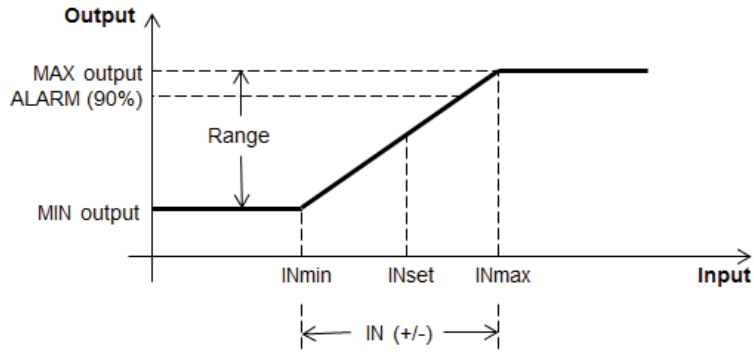 Output
MAX output
ALARM (90%)
Range
MIN output
INmin INset INmax Input
IN (+/-)